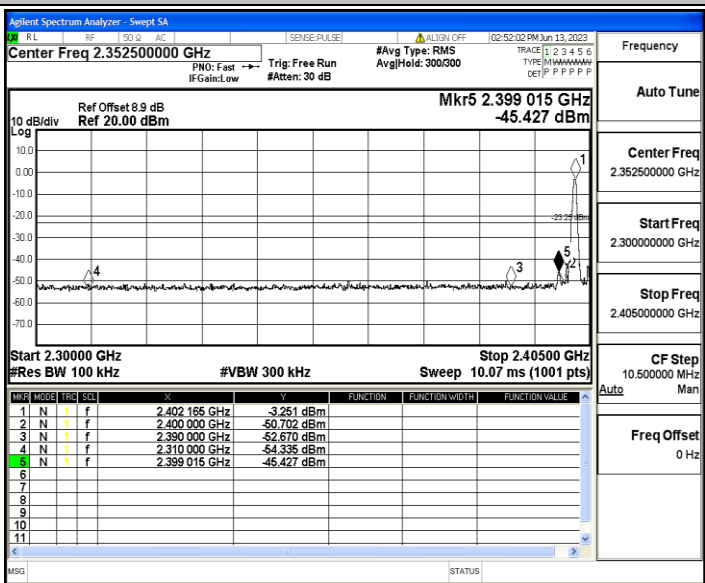 Agilent Spectrum Analyzer - Swept SA
RL RF 50 Ω AC SENSE:PULSE ALIGN OFF 02:52:02 PM Jun 13, 2023
Center Freq 2.352500000 GHz
PNO: Fast
IFGain:Low
Trig: Free Run
#Atten: 30 dB
#Avg Type: RMS
Avg|Hold: 300/300
TRACE 1 2 3 4 5 6
TYPE M W W W W W
DET P P P P P P
Ref Offset 8.9 dB
10 dB/div Ref 20.00 dBm
Log
Mkr5 2.399 015 GHz
-45.427 dBm
10.0
0.00
-10.0
-20.0
-30.0
-40.0
-50.0
-60.0
-70.0
1
-23.25 dBm
5
2
3
4
Start 2.30000 GHz Stop 2.40500 GHz
#Res BW 100 kHz #VBW 300 kHz Sweep 10.07 ms (1001 pts)
MKR MODE TRC SCL X Y FUNCTION FUNCTION WIDTH FUNCTION VALUE
1 N 1 f 2.402 165 GHz -3.251 dBm
2 N 1 f 2.400 000 GHz -50.702 dBm
3 N 1 f 2.390 000 GHz -52.670 dBm
4 N 1 f 2.310 000 GHz -54.335 dBm
5 N 1 f 2.399 015 GHz -45.427 dBm
6
7
8
9
10
11
MSG STATUS
Frequency
Auto Tune
Center Freq
2.352500000 GHz
Start Freq
2.300000000 GHz
Stop Freq
2.405000000 GHz
CF Step
10.500000 MHz
Auto Man
Freq Offset
0 Hz